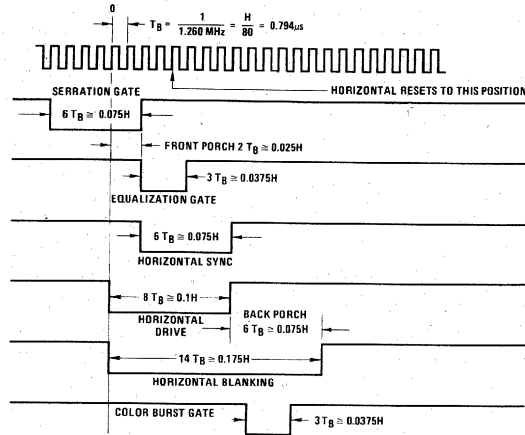 0
T_B = 1 / 1.260 MHz = H / 80 = 0.794µs
SERRATION GATE
HORIZONTAL RESETS TO THIS POSITION
6 T_B ≅ 0.075H
FRONT PORCH 2 T_B ≅ 0.025H
3 T_B ≅ 0.0375H
EQUALIZATION GATE
6 T_B ≅ 0.075H
HORIZONTAL SYNC
8 T_B ≅ 0.1H
HORIZONTAL
DRIVE
BACK PORCH
6 T_B ≅ 0.075H
14 T_B ≅ 0.175H
HORIZONTAL BLANKING
COLOR BURST GATE
3 T_B ≅ 0.0375H